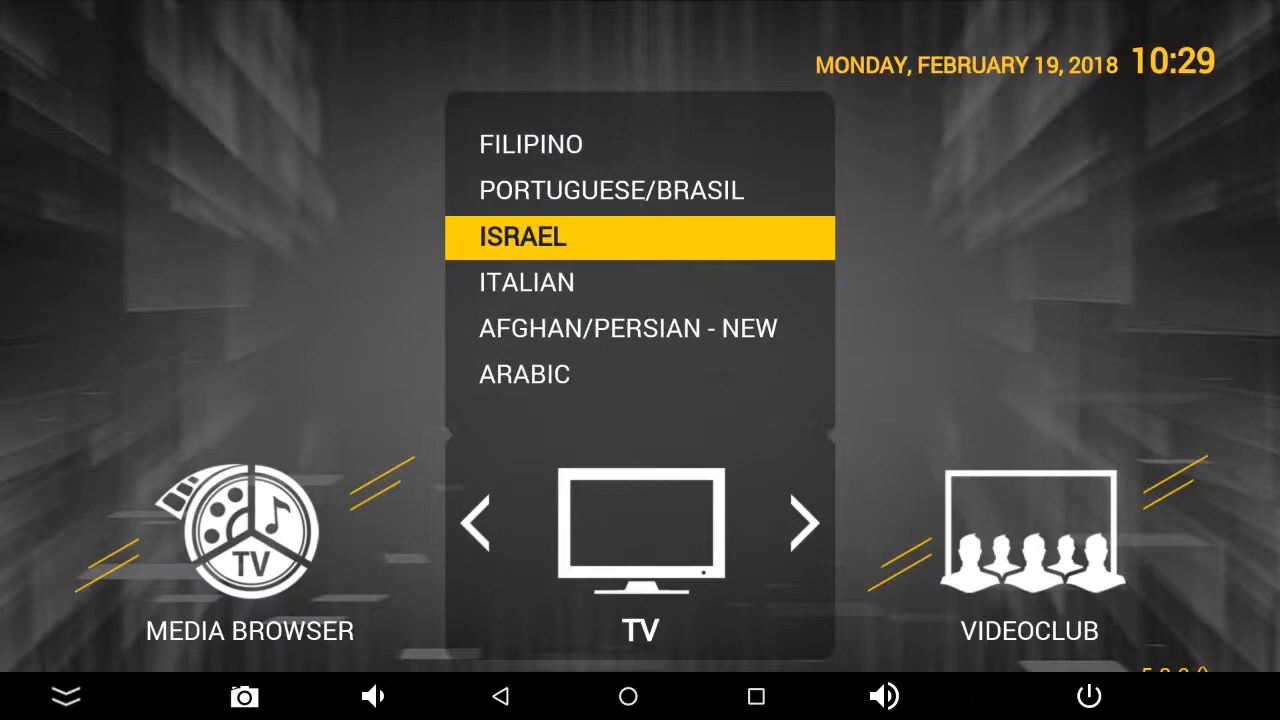 MONDAY, FEBRUARY 19, 2018 10:29
FILIPINO
PORTUGUESE/BRASIL
ISRAEL
ITALIAN
AFGHAN/PERSIAN - NEW
ARABIC
TV
MEDIA BROWSER
TV
VIDEOCLUB